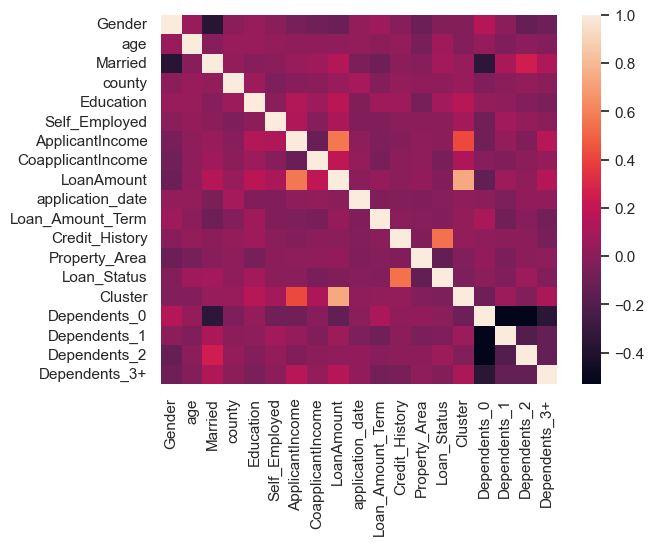 Gender
age
Married
county
Education
Self_Employed
ApplicantIncome
CoapplicantIncome
LoanAmount
application_date
Loan_Amount_Term
Credit_History
Property_Area
Loan_Status
Cluster
Dependents_0
Dependents_1
Dependents_2
Dependents_3+
Gender
age
Married
county
Education
Self_Employed
ApplicantIncome
CoapplicantIncome
LoanAmount
application_date
Loan_Amount_Term
Credit_History
Property_Area
Loan_Status
Cluster
Dependents_0
Dependents_1
Dependents_2
Dependents_3+
1.0
0.8
0.6
0.4
0.2
0.0
−0.2
−0.4